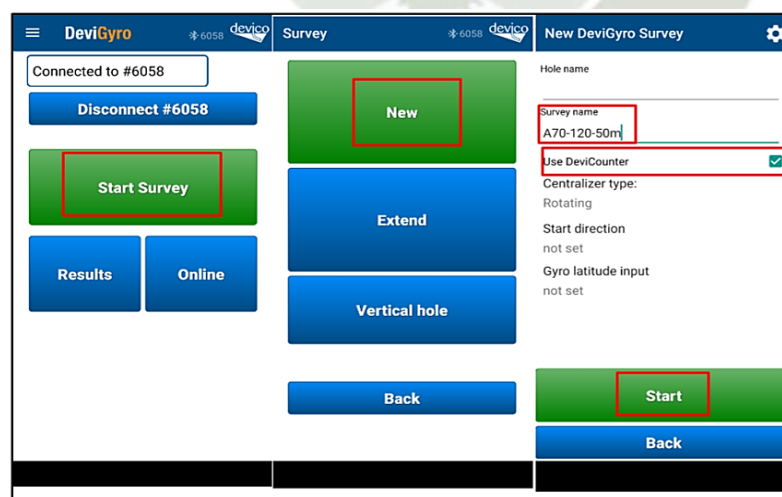 DeviGyro
6058 devico
Connected to #6058
Disconnect #6058
Start Survey
Results
Online
Survey
6058 devico
New
Extend
Vertical hole
Back
New DeviGyro Survey
Hole name
Survey name
A70-120-50m
Use DeviCounter
Centralizer type:
Rotating
Start direction
not set
Gyro latitude input
not set
Start
Back